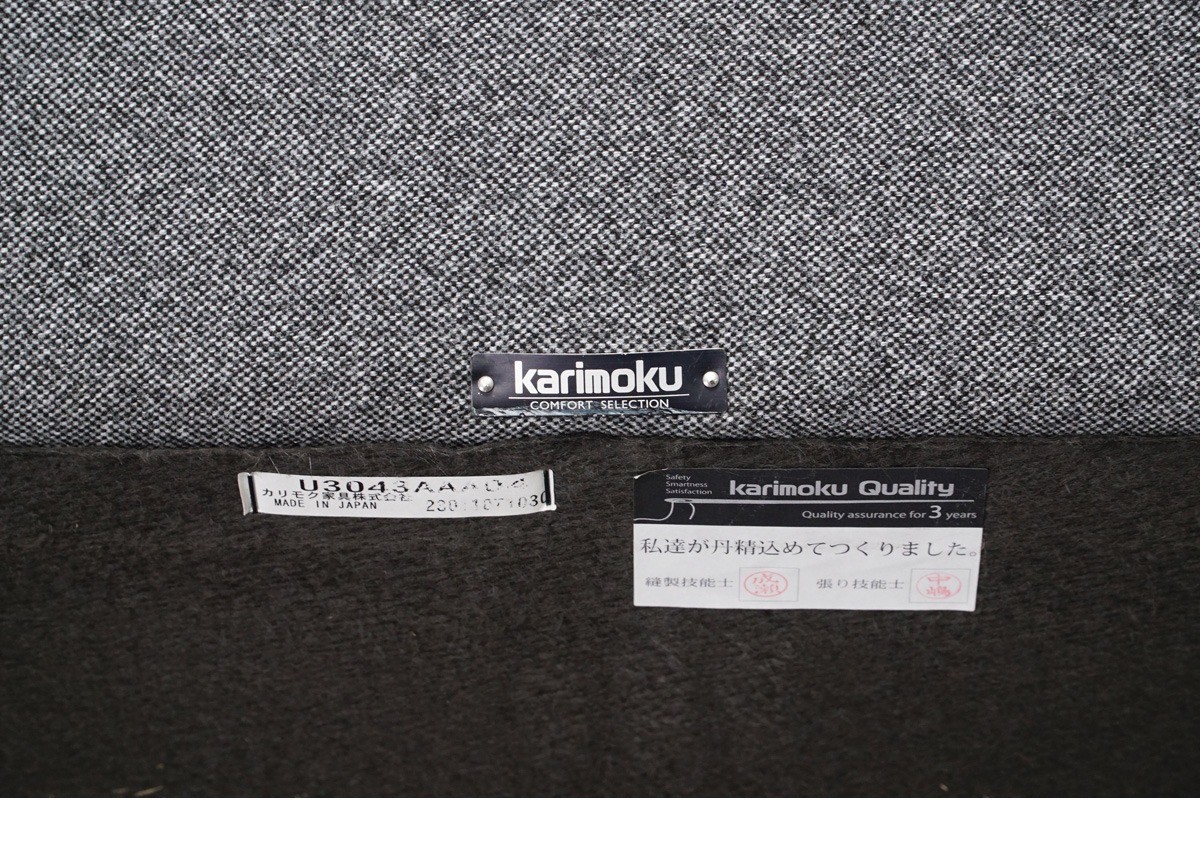 karimoku
COMFORT SELECTION
カリモク家具株式会社
MADE IN JAPAN
Safety
Smartness
Satisfaction
karimoku Quality
Quality assurance for 3 years
私達が丹精込めてつくりました。
縫製技能士 張り技能士 中嶋